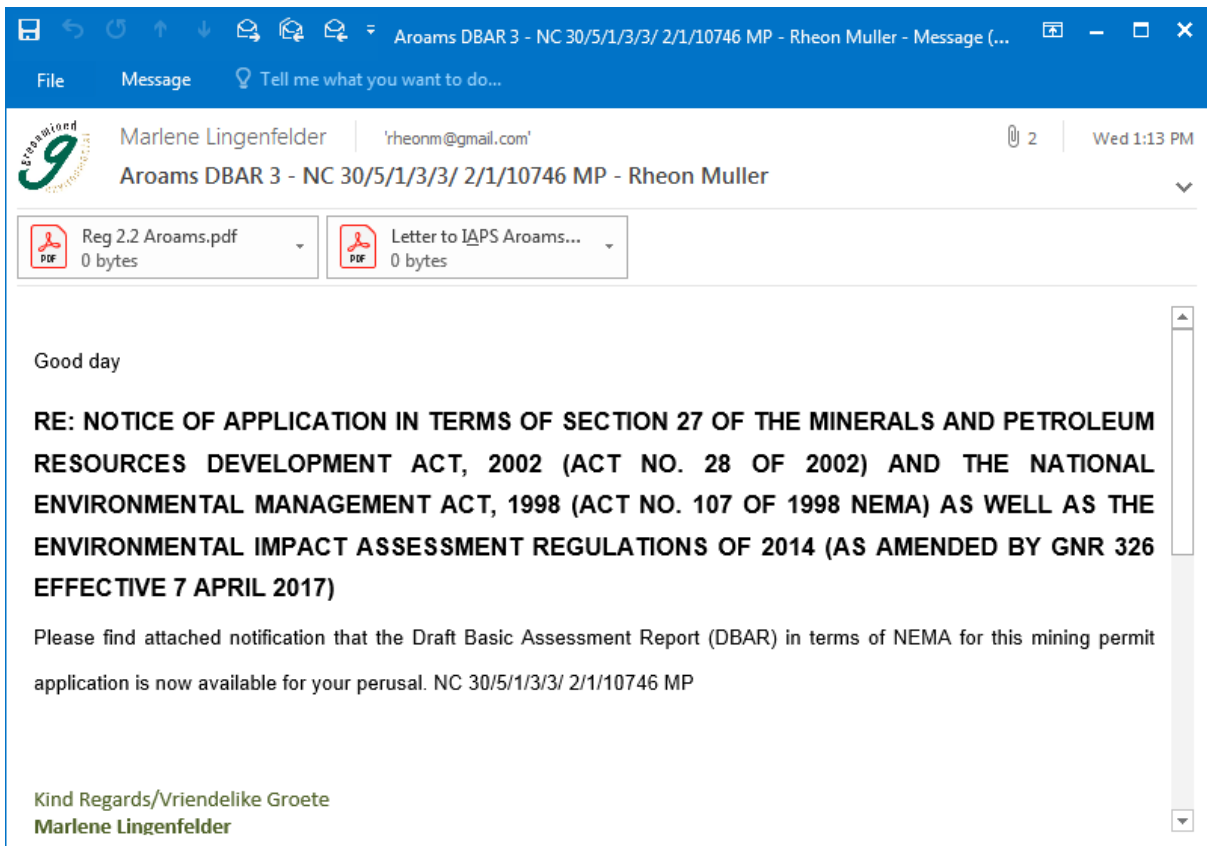 Aroams DBAR 3 - NC 30/5/1/3/3/ 2/1/10746 MP - Rheon Muller - Message (...
File Message Tell me what you want to do...
greenmined
environmental
Marlene Lingenfelder 'rheonm@gmail.com' 2 Wed 1:13 PM
Aroams DBAR 3 - NC 30/5/1/3/3/ 2/1/10746 MP - Rheon Muller
Reg 2.2 Aroams.pdf
0 bytes
Letter to IAPS Aroams...
0 bytes
PDF
PDF
Good day
RE: NOTICE OF APPLICATION IN TERMS OF SECTION 27 OF THE MINERALS AND PETROLEUM
RESOURCES DEVELOPMENT ACT, 2002 (ACT NO. 28 OF 2002) AND THE NATIONAL
ENVIRONMENTAL MANAGEMENT ACT, 1998 (ACT NO. 107 OF 1998 NEMA) AS WELL AS THE
ENVIRONMENTAL IMPACT ASSESSMENT REGULATIONS OF 2014 (AS AMENDED BY GNR 326
EFFECTIVE 7 APRIL 2017)
Please find attached notification that the Draft Basic Assessment Report (DBAR) in terms of NEMA for this mining permit
application is now available for your perusal. NC 30/5/1/3/3/ 2/1/10746 MP
Kind Regards/Vriendelike Groete
Marlene Lingenfelder